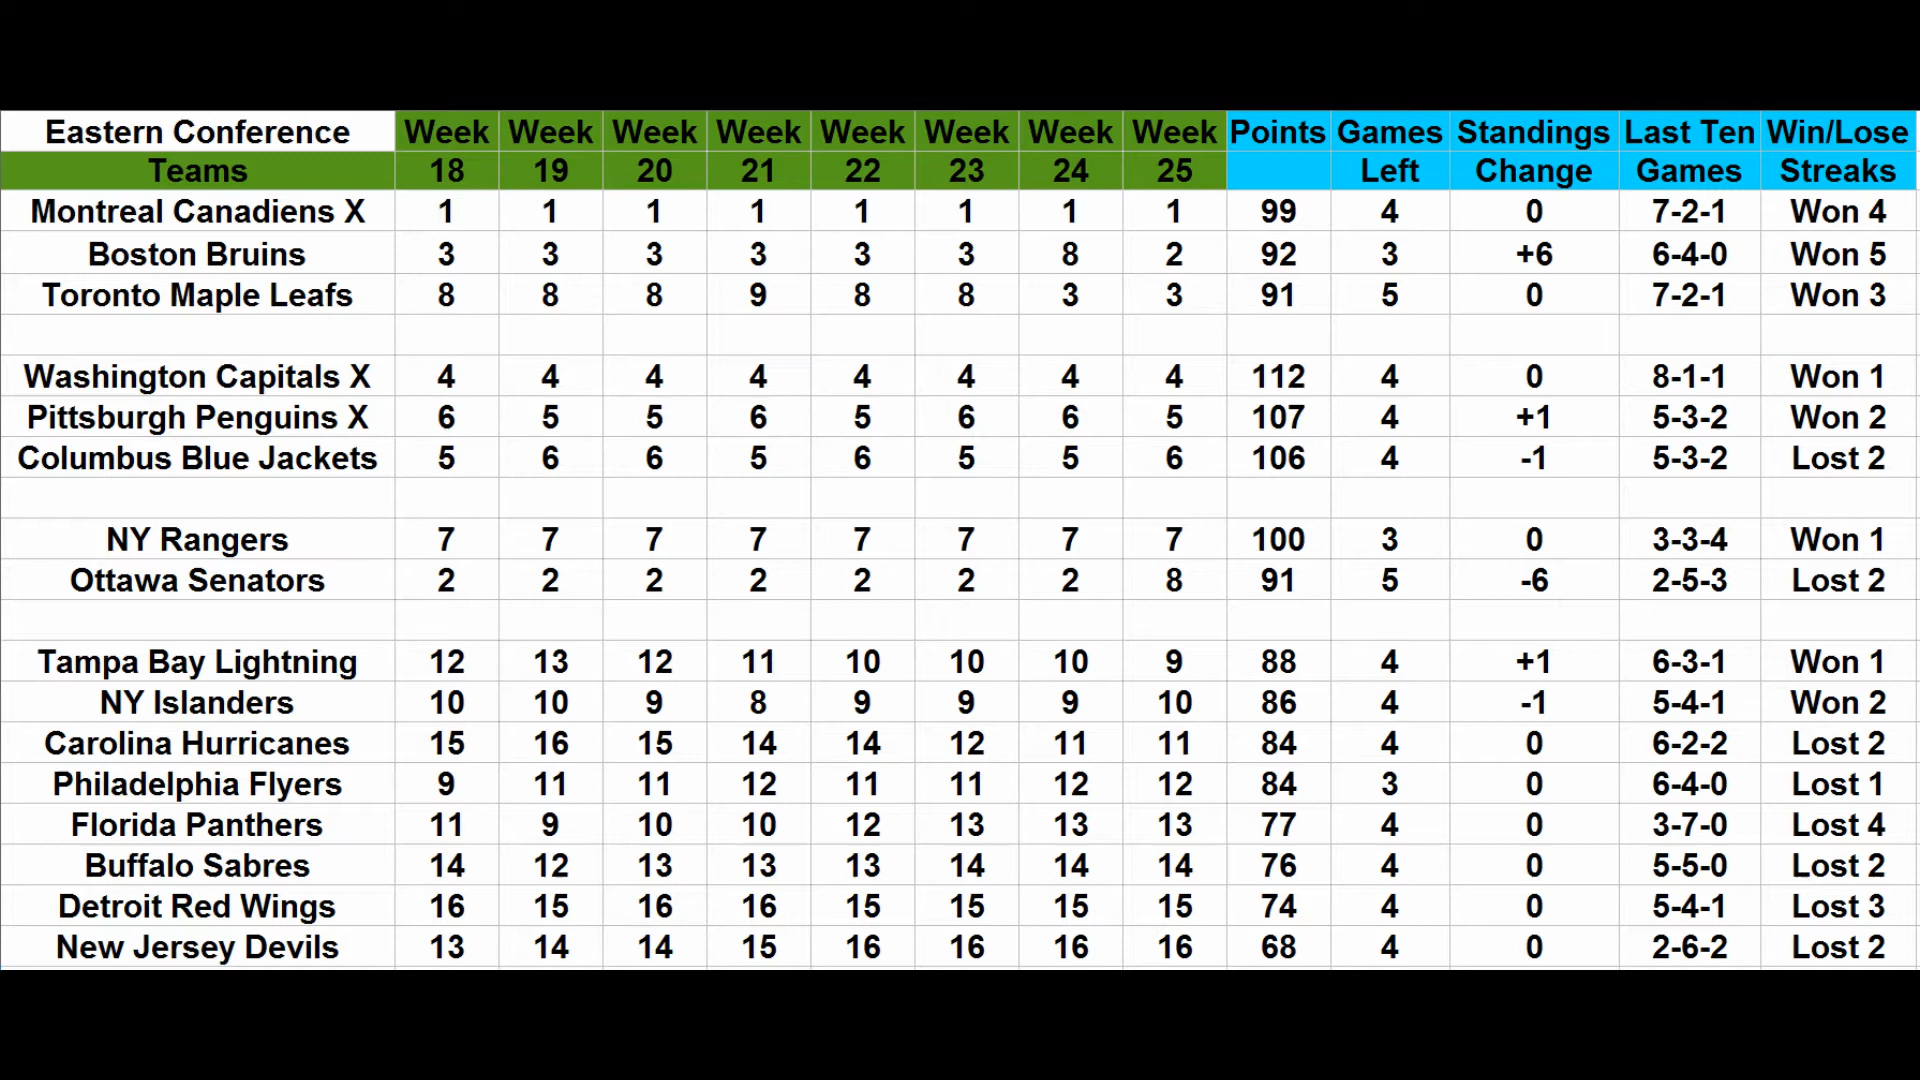 Eastern Conference Week Week Week Week Week Week Week Week Points Games Standings Last Ten Win/Lose
Teams 18 19 20 21 22 23 24 25 Left Change Games Streaks
Montreal Canadiens X 1 1 1 1 1 1 1 1 99 4 0 7-2-1 Won 4
Boston Bruins 3 3 3 3 3 3 8 2 92 3 +6 6-4-0 Won 5
Toronto Maple Leafs 8 8 8 9 8 8 3 3 91 5 0 7-2-1 Won 3
Washington Capitals X 4 4 4 4 4 4 4 4 112 4 0 8-1-1 Won 1
Pittsburgh Penguins X 6 5 5 6 5 6 6 5 107 4 +1 5-3-2 Won 2
Columbus Blue Jackets 5 6 6 5 6 5 5 6 106 4 -1 5-3-2 Lost 2
NY Rangers 7 7 7 7 7 7 7 7 100 3 0 3-3-4 Won 1
Ottawa Senators 2 2 2 2 2 2 2 8 91 5 -6 2-5-3 Lost 2
Tampa Bay Lightning 12 13 12 11 10 10 10 9 88 4 +1 6-3-1 Won 1
NY Islanders 10 10 9 8 9 9 9 10 86 4 -1 5-4-1 Won 2
Carolina Hurricanes 15 16 15 14 14 12 11 11 84 4 0 6-2-2 Lost 2
Philadelphia Flyers 9 11 11 12 11 11 12 12 84 3 0 6-4-0 Lost 1
Florida Panthers 11 9 10 10 12 13 13 13 77 4 0 3-7-0 Lost 4
Buffalo Sabres 14 12 13 13 13 14 14 14 76 4 0 5-5-0 Lost 2
Detroit Red Wings 16 15 16 16 15 15 15 15 74 4 0 5-4-1 Lost 3
New Jersey Devils 13 14 14 15 16 16 16 16 68 4 0 2-6-2 Lost 2